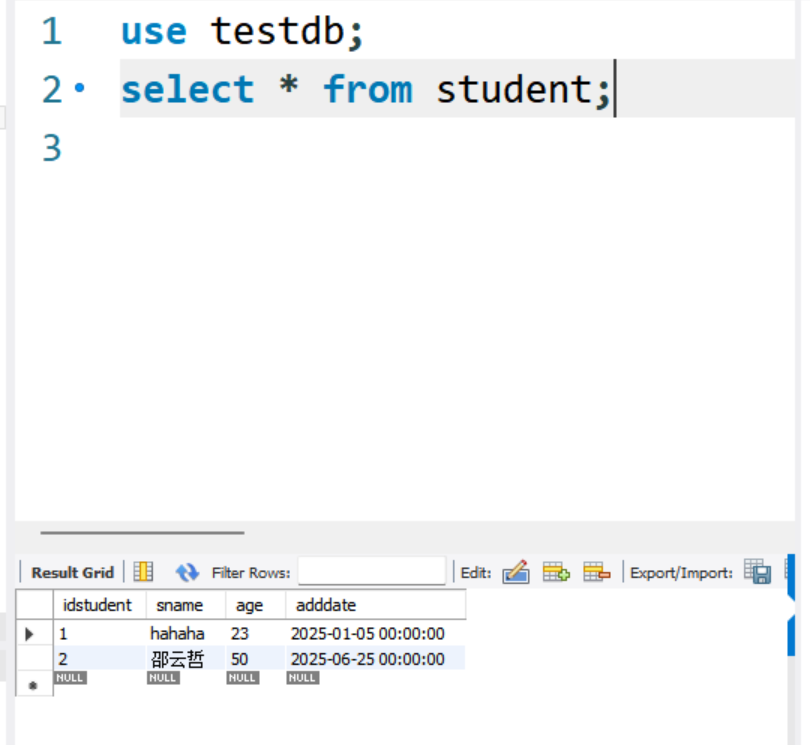 1 use testdb;
2 select * from student;
3
Result Grid Filter Rows: Edit: Export/Import:
idstudent sname age adddate
1 hahaha 23 2025-01-05 00:00:00
2 邵云哲 50 2025-06-25 00:00:00
NULL NULL NULL NULL